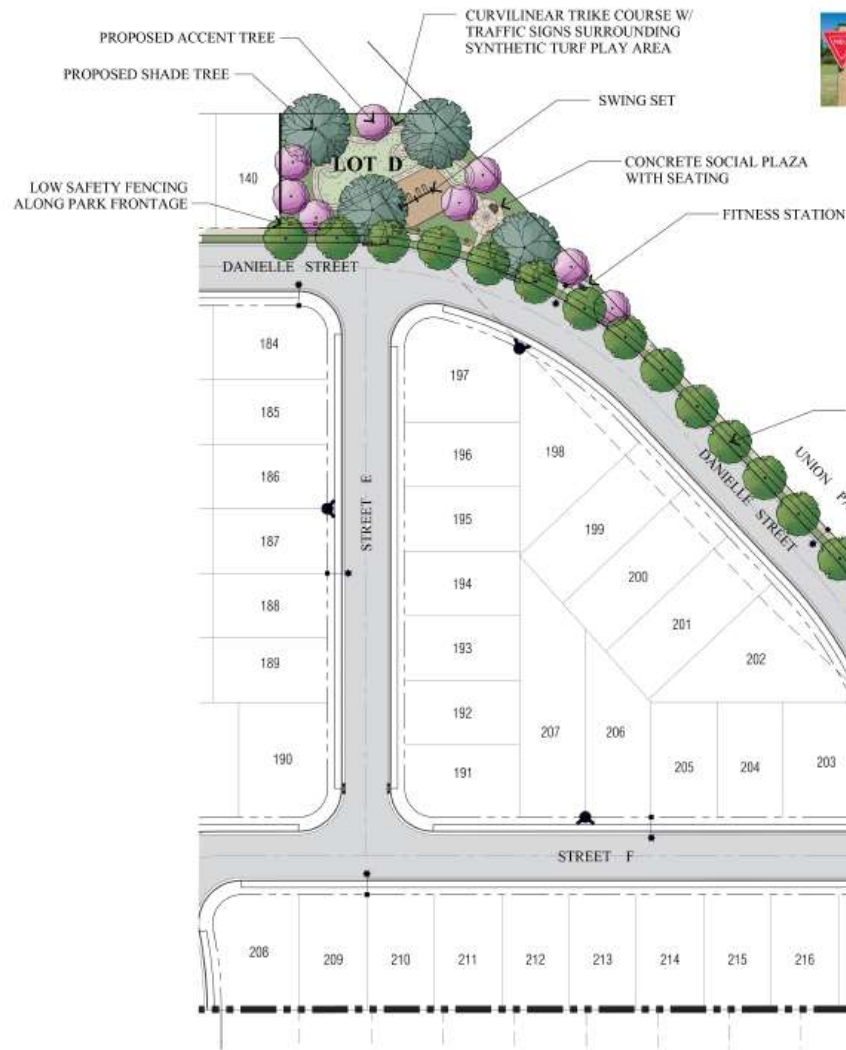 CURVILINEAR TRIKE COURSE W/
TRAFFIC SIGNS SURROUNDING
SYNTHETIC TURF PLAY AREA
PROPOSED ACCENT TREE
PROPOSED SHADE TREE
SWING SET
LOT D
140
CONCRETE SOCIAL PLAZA
WITH SEATING
LOW SAFETY FENCING
ALONG PARK FRONTAGE
FITNESS STATION
DANIELLE STREET
184
197
185
198
196
186
UNION PA
DANIELLE STREET
STREET E
195
199
187
194
200
188
201
193
189
202
192
207
206
190
191
205
204
203
STREET F
208
209
210
211
212
213
214
215
216